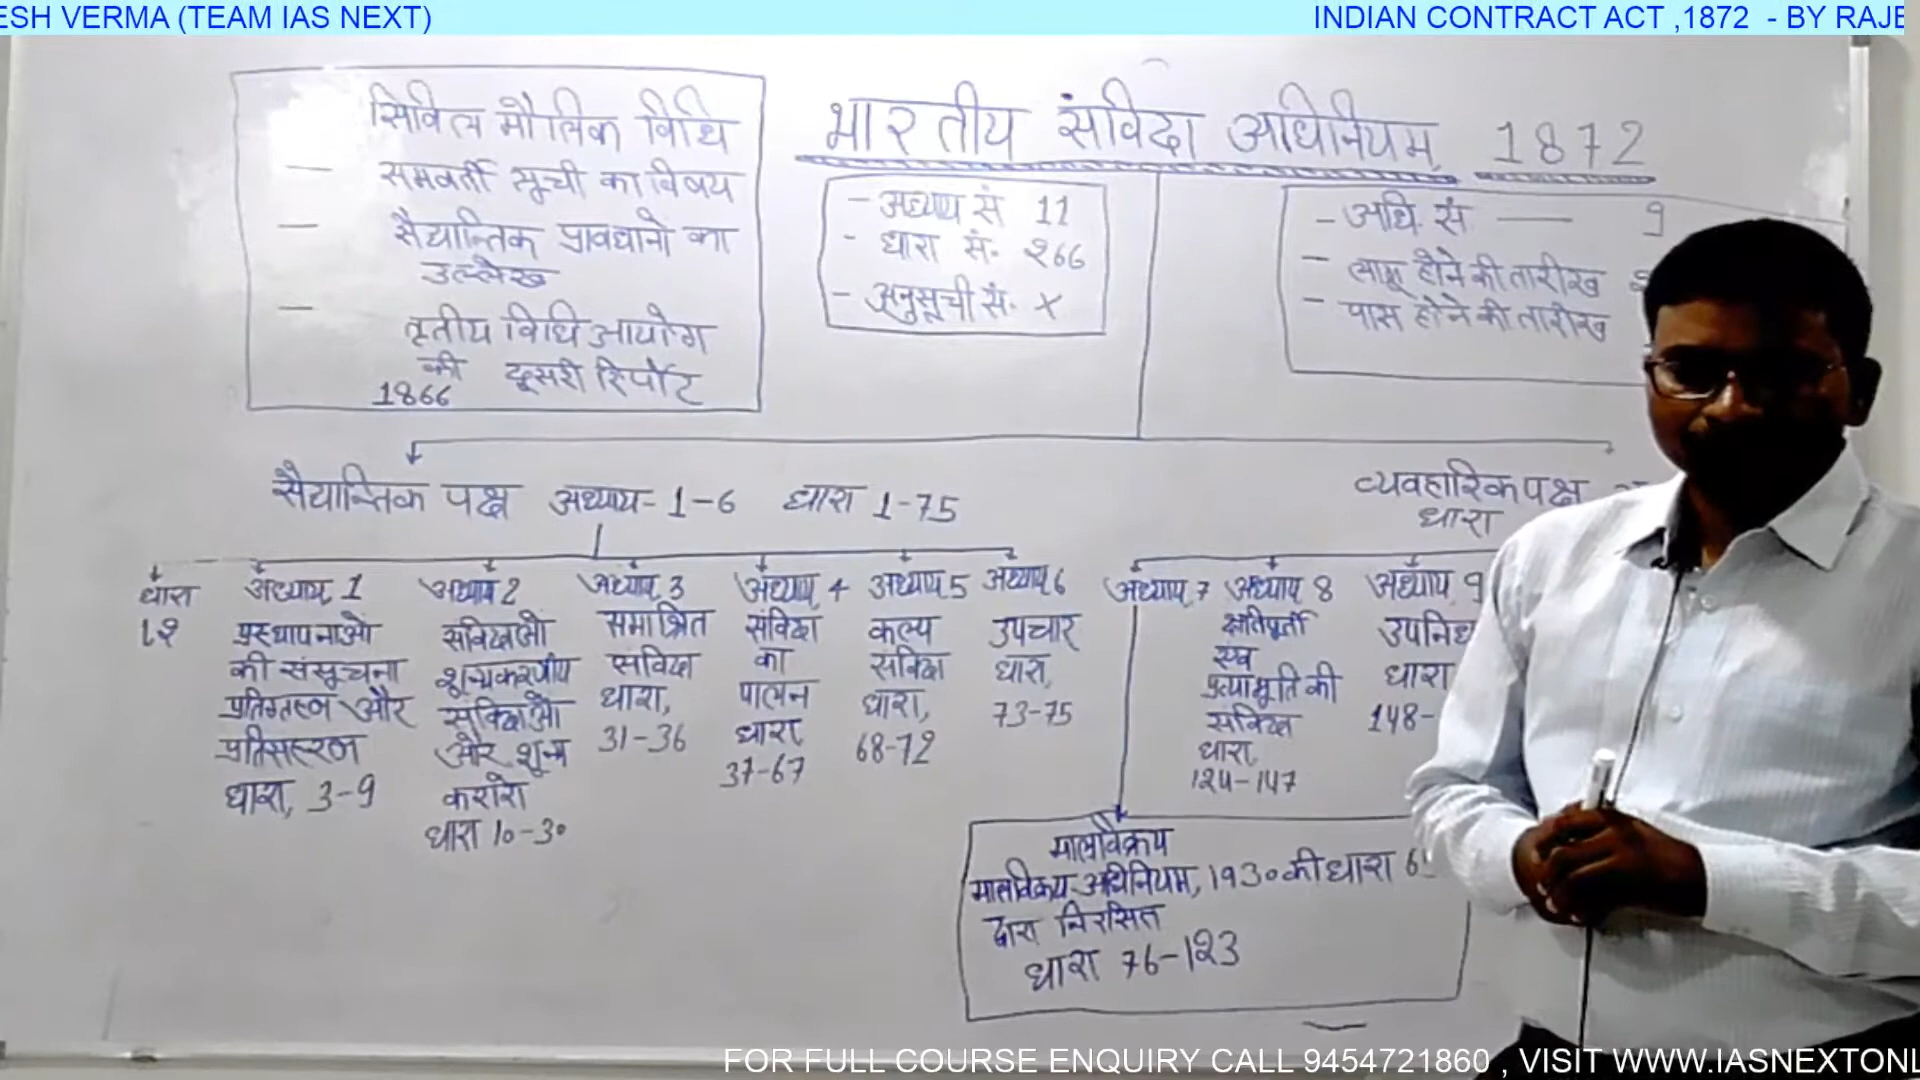 ESH VERMA (TEAM IAS NEXT)
INDIAN CONTRACT ACT ,1872 - BY RAJE
भारतीय संविदा अधिनियम, 1872
सिविल मौलिक विधि
— समवर्ती सूची का विषय
— सैद्यान्तिक प्रावधानो का
उल्लेख
— तृतीय विधि आयोग
की दूसरी रिर्पोट
1866
- अध्याय सं 11
- धारा सं. 266
- अनुसूची सं. x
- अधि. सं — 9
- लागू होने की तारीख
- पास होने की तारीख
सैद्यान्तिक पक्ष अध्याय - 1-6 धारा 1-75
व्यवहारिक पक्ष
धारा
धारा
1,2
अध्याय, 1
प्रस्थापनाओ
की संसूचना
प्रतिग्रहण और
प्रतिसंहरण
धारा, 3-9
अध्याय 2
संविदाओ
शून्यकरणीय
संविदाओ
और शून्य
करारो
धारा 10-30
अध्याय, 3
समाश्रित
संविदा
धारा,
31-36
अध्याय, 4
संविदा
का
पालन
धारा,
37-67
अध्याय, 5
कल्प
संविदा
धारा,
68-72
अध्याय, 6
उपचार
धारा,
73-75
अध्याय, 7
अध्याय, 8
क्षतिपूर्ती
एंव
प्रत्याभूति की
संविदा
धारा,
124-147
अध्याय, 9
उपनिध
धारा,
148-
मालविक्रय
मालविक्रय अधिनियम, 1930 की धारा 6
द्वारा निरसित
धारा 76-123
FOR FULL COURSE ENQUIRY CALL 9454721860 , VISIT WWW.IASNEXTONL